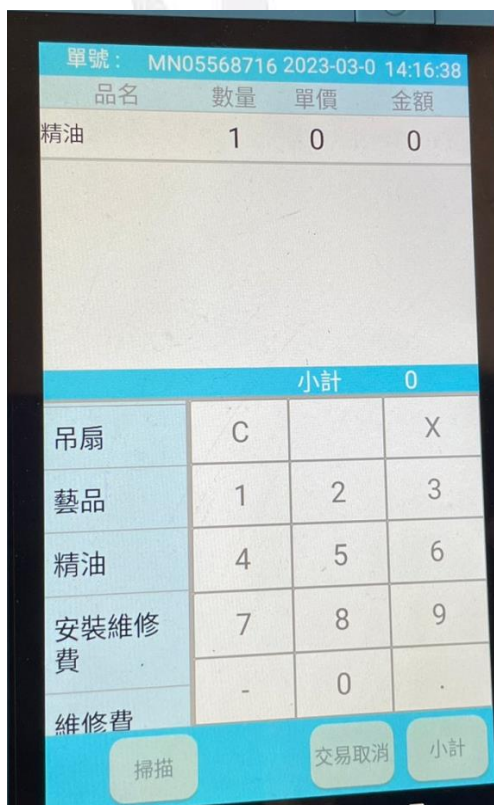 單號： MN05568716 2023-03-0 14:16:38
品名 數量 單價 金額
精油 1 0 0
小計 0
吊扇 C X
藝品 1 2 3
精油 4 5 6
安裝維修
費 7 8 9
維修費 - 0 .
掃描 交易取消 小計